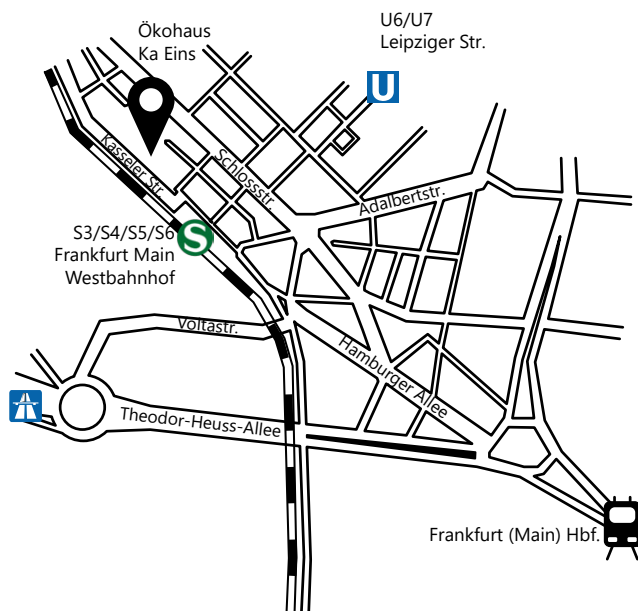 Ökohaus
Ka Eins
U6/U7
Leipziger Str.
U
Kasseler Str.
Schlossstr.
Adalbertstr.
S3/S4/S5/S6
Frankfurt Main
Westbahnhof
S
Voltastr.
Hamburger Allee
Theodor-Heuss-Allee
Frankfurt (Main) Hbf.